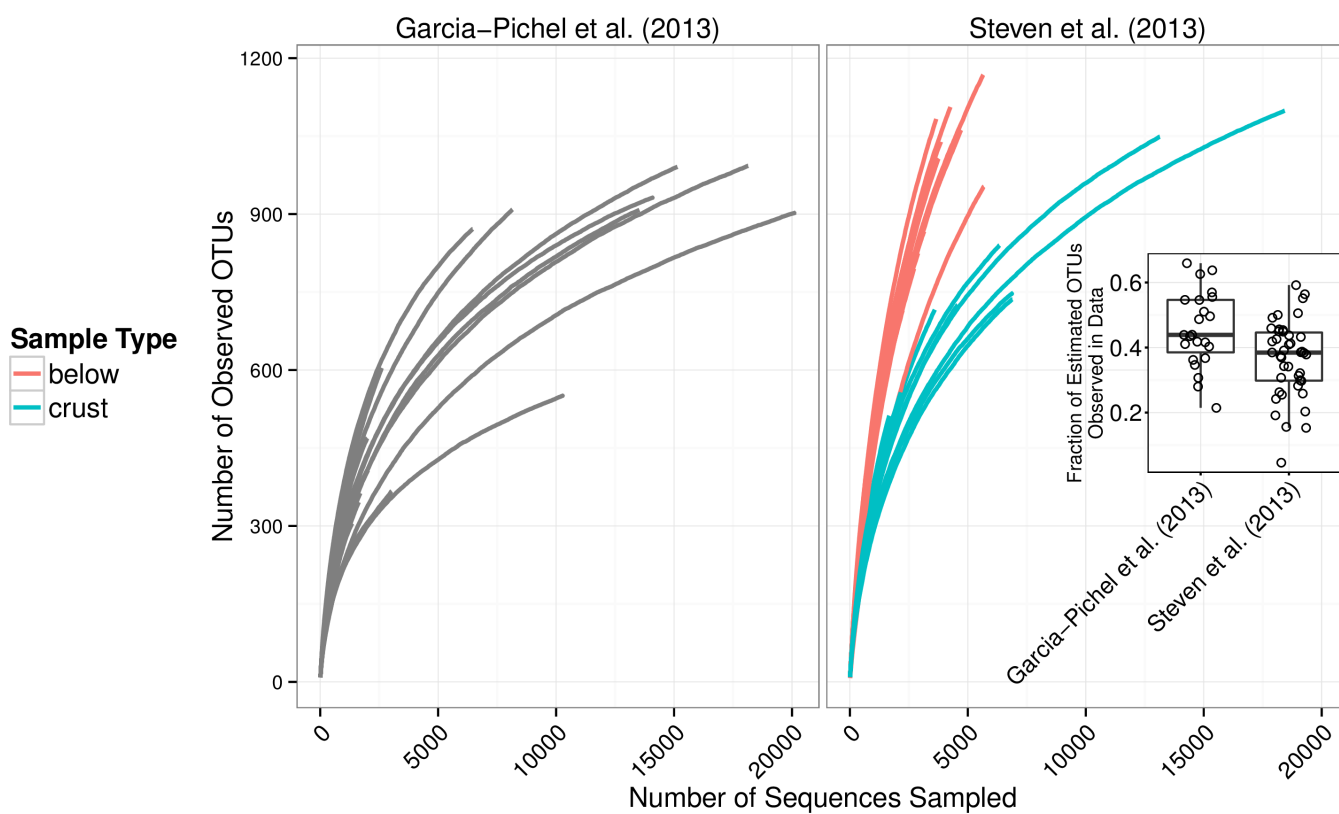 Garcia−Pichel et al. (2013)
Steven et al. (2013)
Number of Observed OTUs
1200
900
600
300
0
Sample Type
below
crust
0
5000
10000
15000
20000
0
5000
10000
15000
20000
Number of Sequences Sampled
Fraction of Estimated OTUs
Observed in Data
0.6
0.4
0.2
Garcia−Pichel et al. (2013)
Steven et al. (2013)